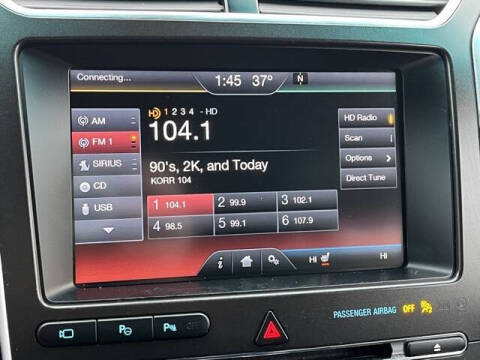 Connecting...
1:45 37°
N
HD 1 2 3 4 - HD
104.1
90's, 2K, and Today
KORR 104
AM
FM 1
SIRIUS
CD
USB
HD Radio
Scan
Options >
Direct Tune
1 104.1
2 99.9
3 102.1
4 98.5
5 99.1
6 107.9
i
HI
HI
PASSENGER AIRBAG OFF
P
P
OFF